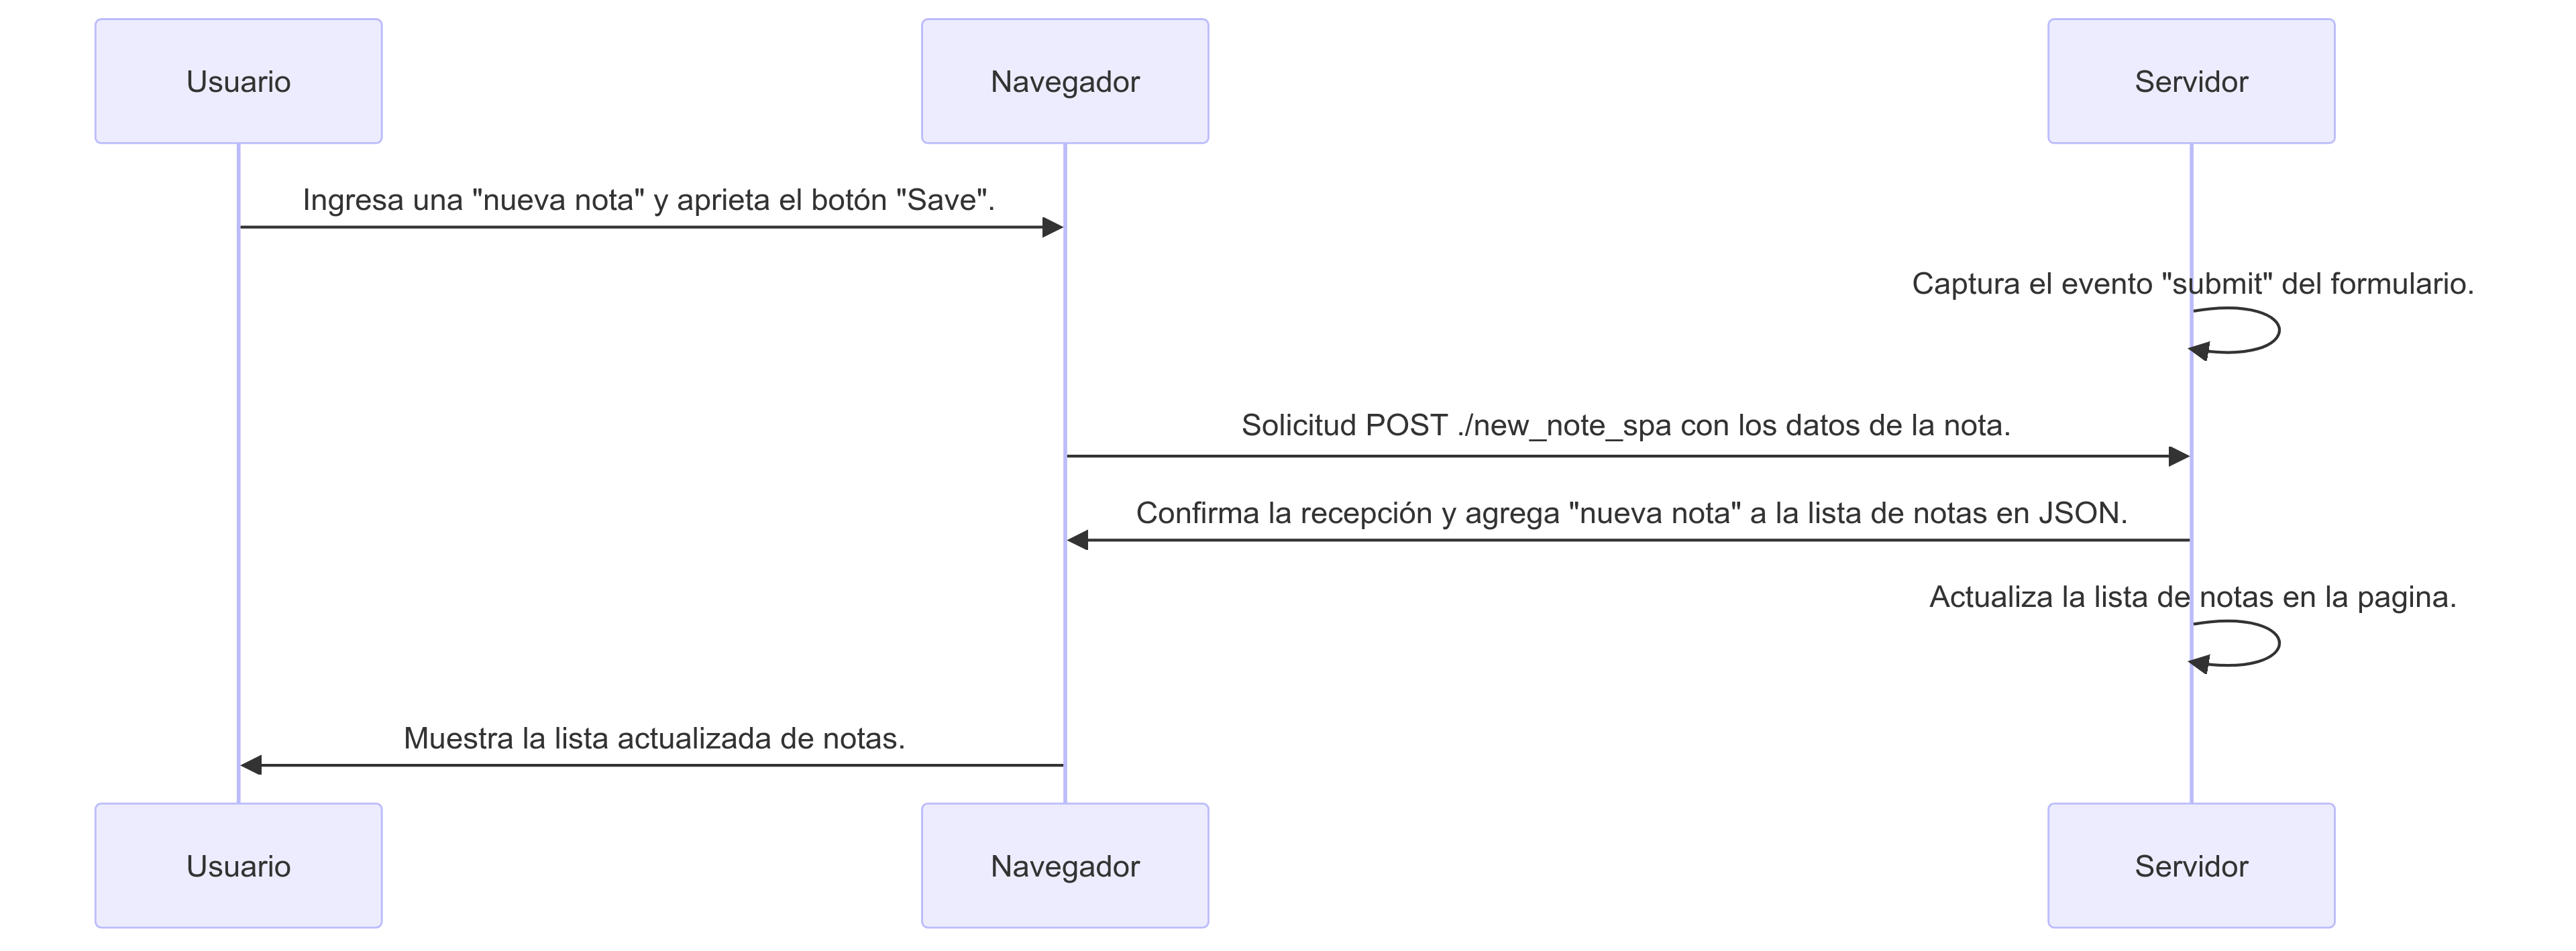 Usuario
Navegador
Servidor
Ingresa una "nueva nota" y aprieta el botón "Save".
Captura el evento "submit" del formulario.
Solicitud POST ./new_note_spa con los datos de la nota.
Confirma la recepción y agrega "nueva nota" a la lista de notas en JSON.
Actualiza la lista de notas en la pagina.
Muestra la lista actualizada de notas.
Usuario
Navegador
Servidor